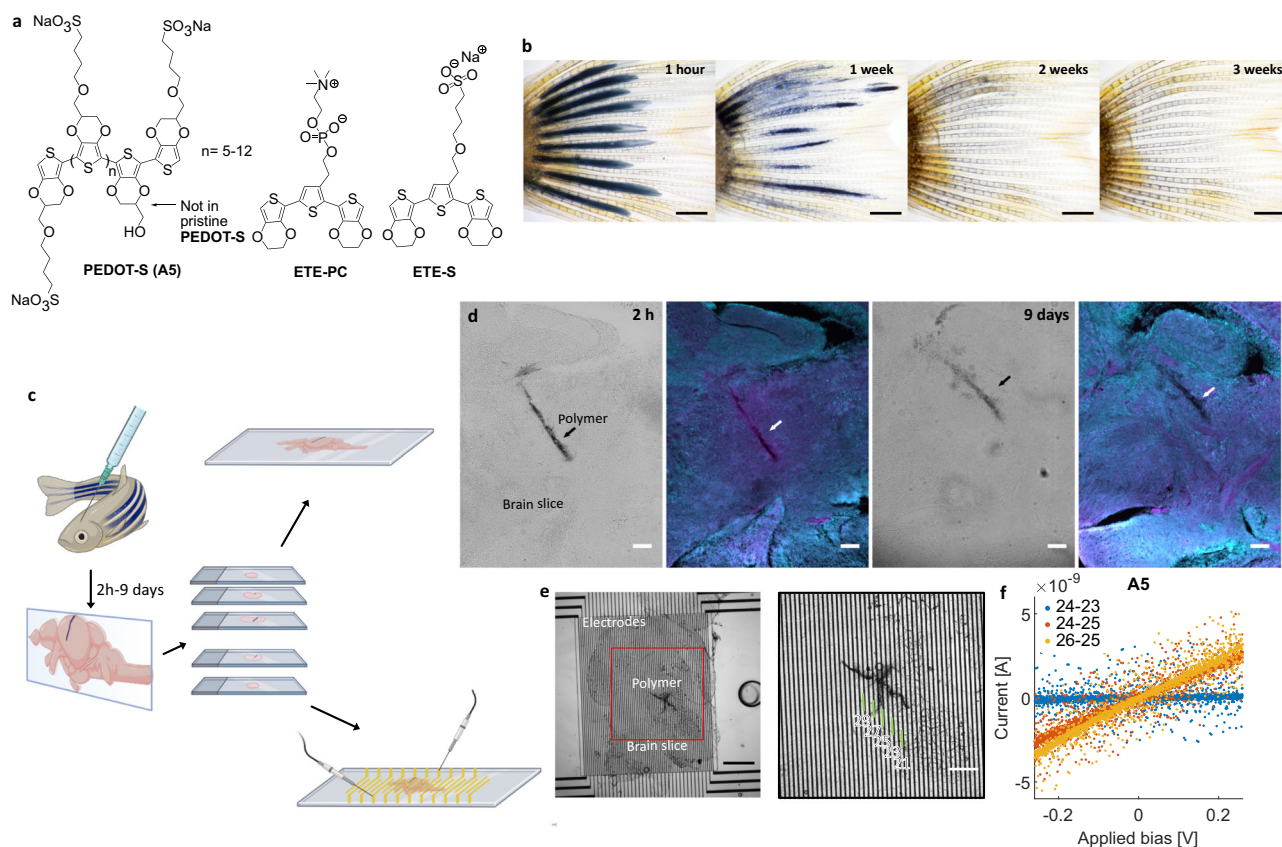 a
NaO₃S
SO₃Na
n= 5-12
n
Not in
pristine
PEDOT-S
HO
NaO₃S
PEDOT-S (A5)
ETE-PC
Na⊕
ETE-S
b
1 hour
1 week
2 weeks
3 weeks
c
2h-9 days
d
2 h
Polymer
Brain slice
9 days
e
Electrodes
Polymer
Brain slice
f
×10⁻⁹
A5
24-23
24-25
26-25
Current [A]
5
0
-5
-0.2
0
0.2
Applied bias [V]